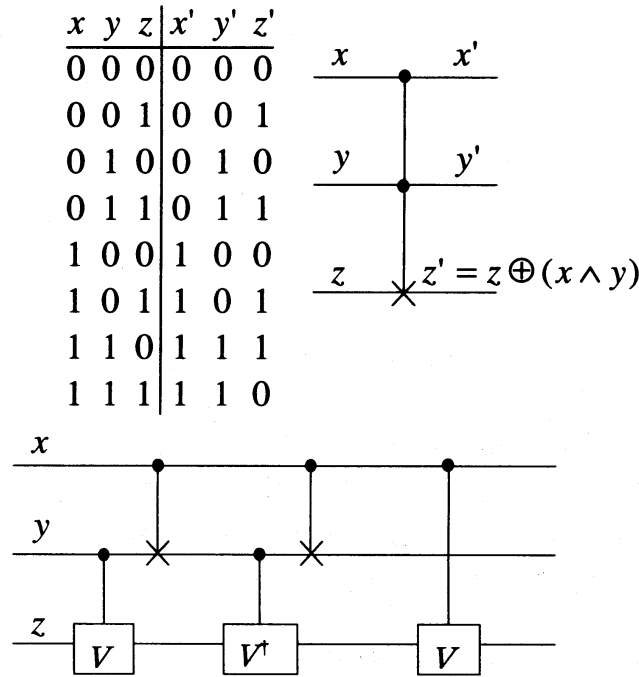 x y z x' y' z'
0 0 0 0 0 0
0 0 1 0 0 1
0 1 0 0 1 0
0 1 1 0 1 1
1 0 0 1 0 0
1 0 1 1 0 1
1 1 0 1 1 1
1 1 1 1 1 0
x x'
y y'
z z' = z ⊕ (x ∧ y)
x
y
z V V† V